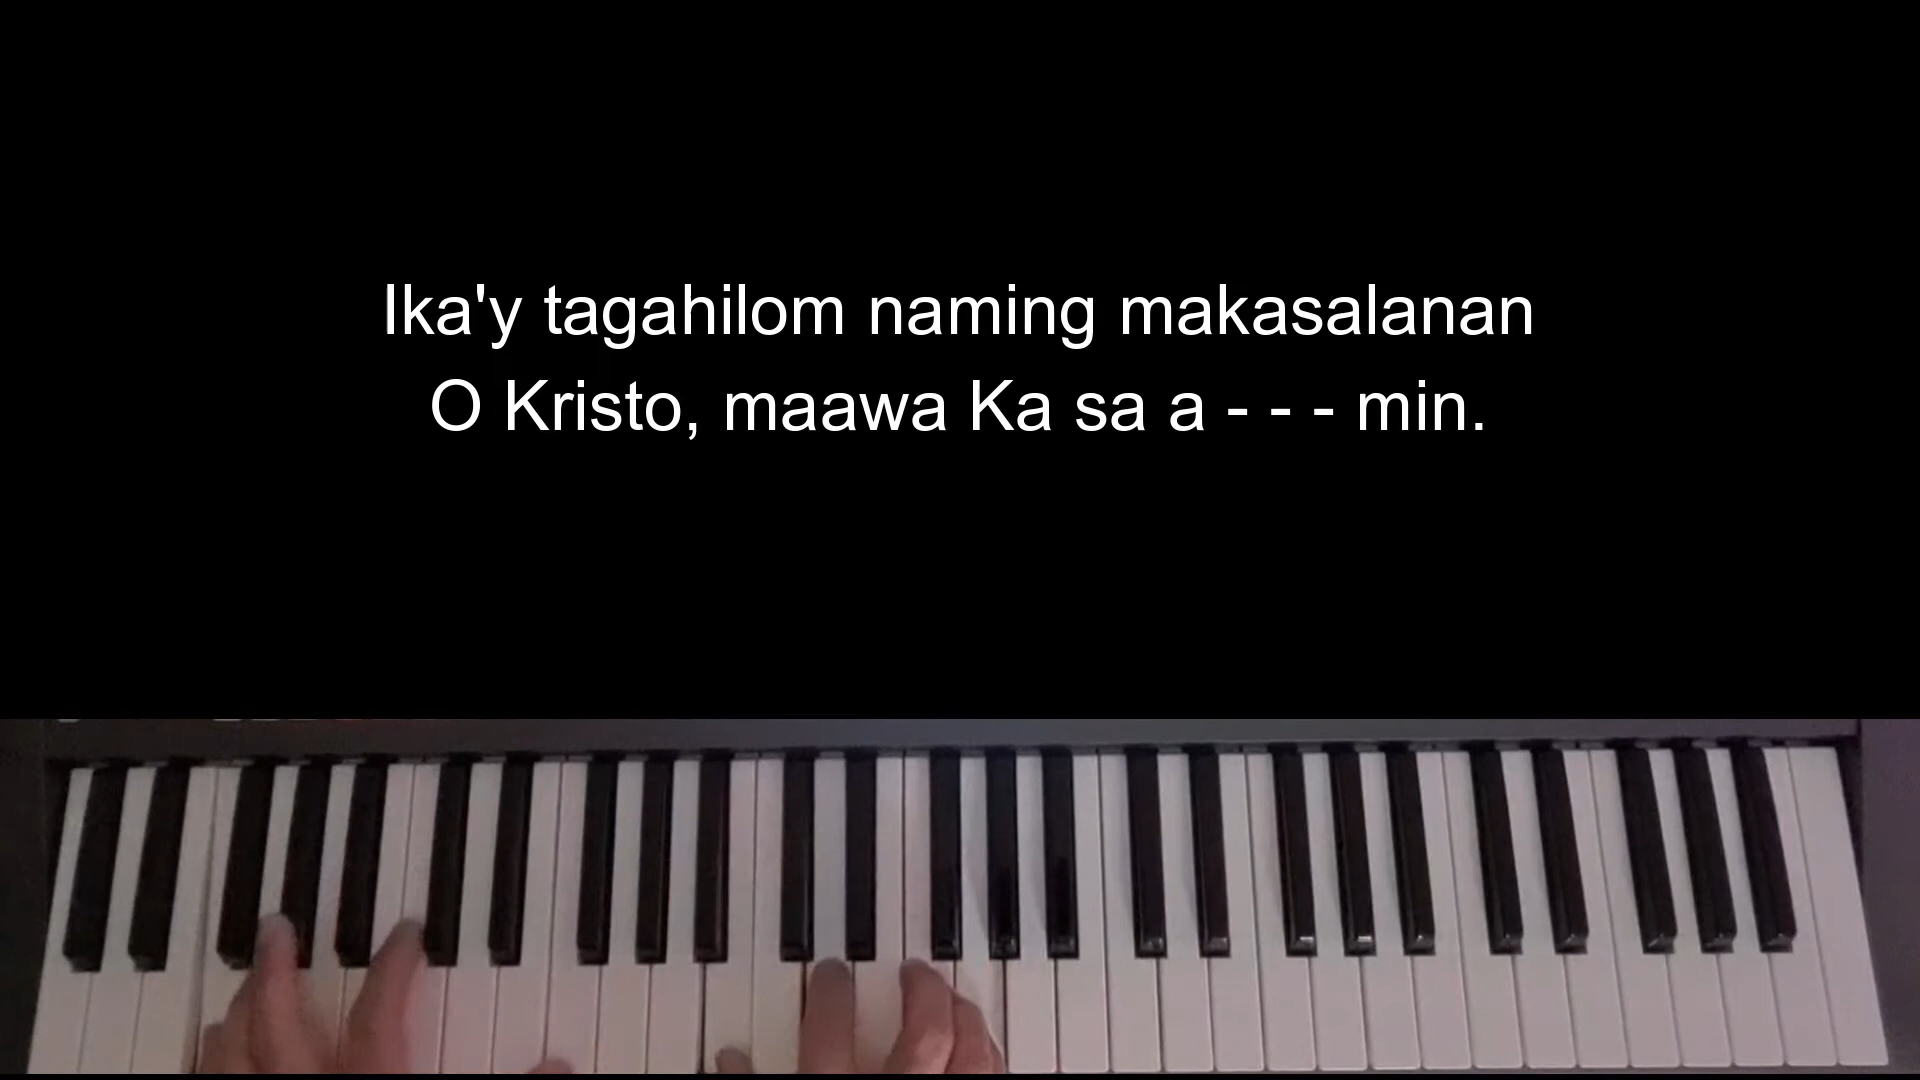 Ika'y tagahilom naming makasalanan
O Kristo, maawa Ka sa a - - - min.